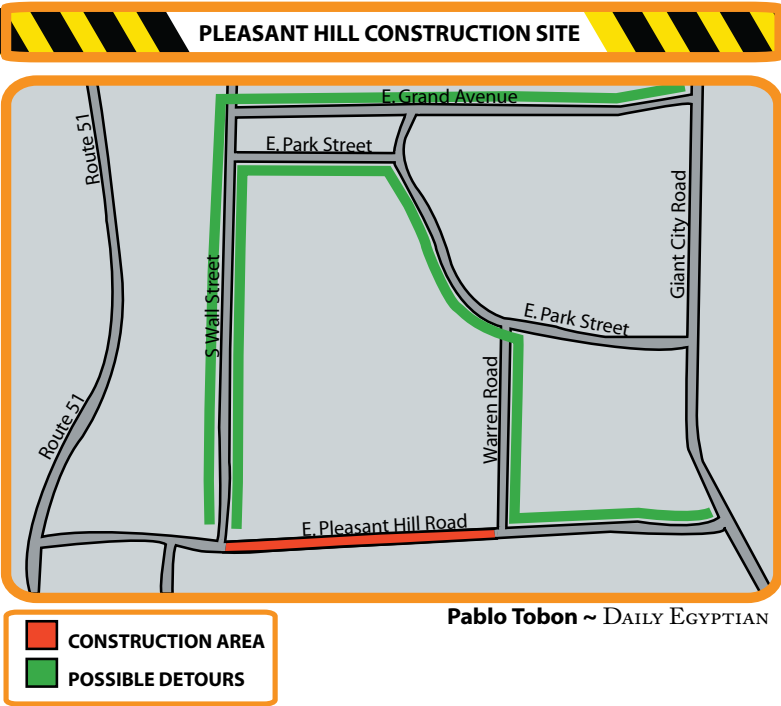 PLEASANT HILL CONSTRUCTION SITE
E. Grand Avenue
Route 51
E. Park Street
Giant City Road
S Wall Street
E. Park Street
Warren Road
Route 51
E. Pleasant Hill Road
Pablo Tobon ~ DAILY EGYPTIAN
CONSTRUCTION AREA
POSSIBLE DETOURS